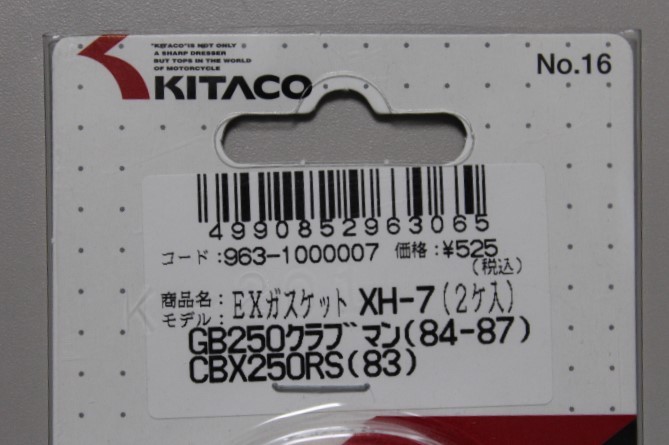 "KITACO" IS NOT ONLY
A SHARP DRESSER
BUT TOPS IN THE WORLD
OF MOTORCYCLE
KITACO
No.16
4990852963065
コード:963-1000007 価格:¥525
(税込)
商品名:EXガスケット XH-7(2ケ入)
モデル:
GB250クラブマン(84-87)
CBX250RS(83)